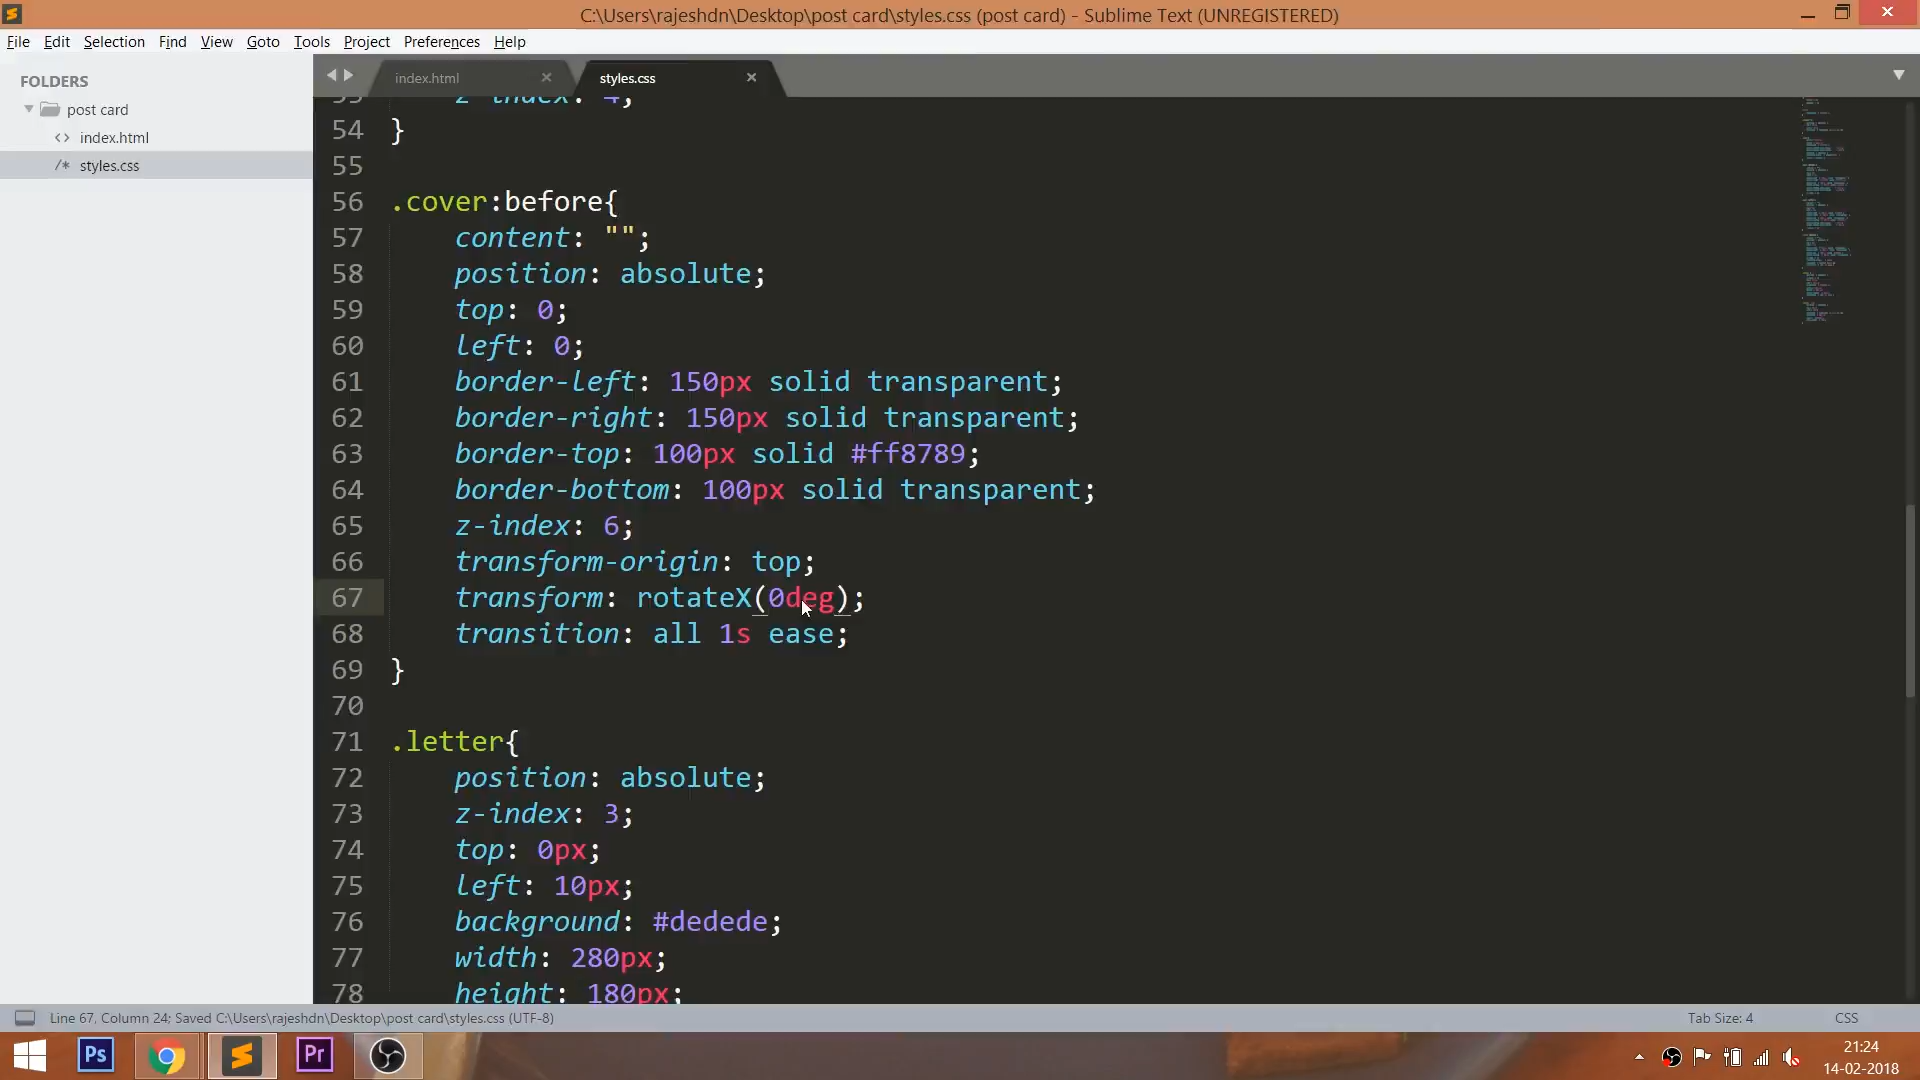 C:\Users\rajeshdn\Desktop\post card\styles.css (post card) - Sublime Text (UNREGISTERED)
File Edit Selection Find View Goto Tools Project Preferences Help
FOLDERS
post card
<> index.html
/* styles.css
index.html
styles.css
53 z-index: 4;
54 }
55
56 .cover:before{
57 content: "";
58 position: absolute;
59 top: 0;
60 left: 0;
61 border-left: 150px solid transparent;
62 border-right: 150px solid transparent;
63 border-top: 100px solid #ff8789;
64 border-bottom: 100px solid transparent;
65 z-index: 6;
66 transform-origin: top;
67 transform: rotateX(0deg);
68 transition: all 1s ease;
69 }
70
71 .letter{
72 position: absolute;
73 z-index: 3;
74 top: 0px;
75 left: 10px;
76 background: #dedede;
77 width: 280px;
78 height: 180px;
Line 67, Column 24; Saved C:\Users\rajeshdn\Desktop\post card\styles.css (UTF-8)
Tab Size: 4
CSS
Ps
Pr
21:24
14-02-2018